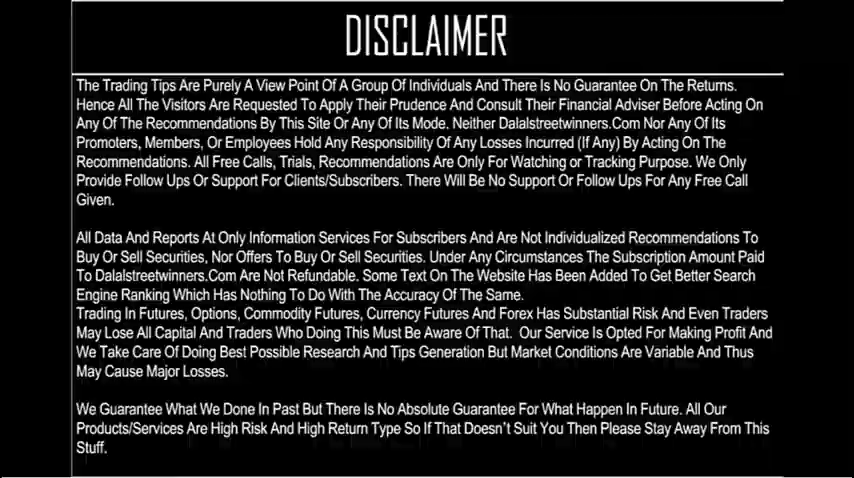 DISCLAIMER
The Trading Tips Are Purely A View Point Of A Group Of Individuals And There Is No Guarantee On The Returns.
Hence All The Visitors Are Requested To Apply Their Prudence And Consult Their Financial Adviser Before Acting On
Any Of The Recommendations By This Site Or Any Of Its Mode. Neither Dalalstreetwinners.Com Nor Any Of Its
Promoters, Members, Or Employees Hold Any Responsibility Of Any Losses Incurred (If Any) By Acting On The
Recommendations. All Free Calls, Trials, Recommendations Are Only For Watching or Tracking Purpose. We Only
Provide Follow Ups Or Support For Clients/Subscribers. There Will Be No Support Or Follow Ups For Any Free Call
Given.
All Data And Reports At Only Information Services For Subscribers And Are Not Individualized Recommendations To
Buy Or Sell Securities, Nor Offers To Buy Or Sell Securities. Under Any Circumstances The Subscription Amount Paid
To Dalalstreetwinners.Com Are Not Refundable. Some Text On The Website Has Been Added To Get Better Search
Engine Ranking Which Has Nothing To Do With The Accuracy Of The Same.
Trading In Futures, Options, Commodity Futures, Currency Futures And Forex Has Substantial Risk And Even Traders
May Lose All Capital And Traders Who Doing This Must Be Aware Of That. Our Service Is Opted For Making Profit And
We Take Care Of Doing Best Possible Research And Tips Generation But Market Conditions Are Variable And Thus
May Cause Major Losses.
We Guarantee What We Done In Past But There Is No Absolute Guarantee For What Happen In Future. All Our
Products/Services Are High Risk And High Return Type So If That Doesn't Suit You Then Please Stay Away From This
Stuff.